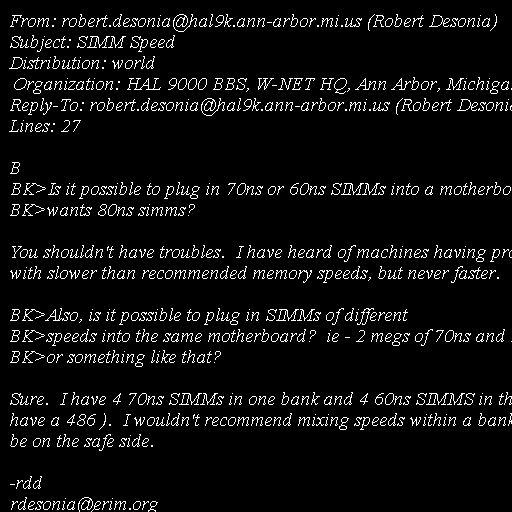 From: robert.desonia@hal9k.ann-arbor.mi.us (Robert Desonia)
Subject: SIMM Speed
Distribution: world
Organization: HAL 9000 BBS, W-NET HQ, Ann Arbor,
Reply-To: robert.desonia@hal9k.ann-arbor.mi.us (Robert
Lines: 27
B
BK>Is it possible to plug in 70ns or 60ns SIMMs into a
BK>wants 80ns simms?
You shouldn't have troubles.  I have heard of machines having
with slower than recommended memory speeds, but never faster.
BK>Also, is it possible to plug in SIMMs of different
BK>speeds into the same motherboard?  ie - 2 megs of 70ns and
BK>or something like that?
Sure.  I have 4 70ns SIMMs in one bank and 4 60ns SIMMS in
have a 486 ).  I wouldn't recommend mixing speeds within a
be on the safe side.
-rdd
rdesonia@erim.org